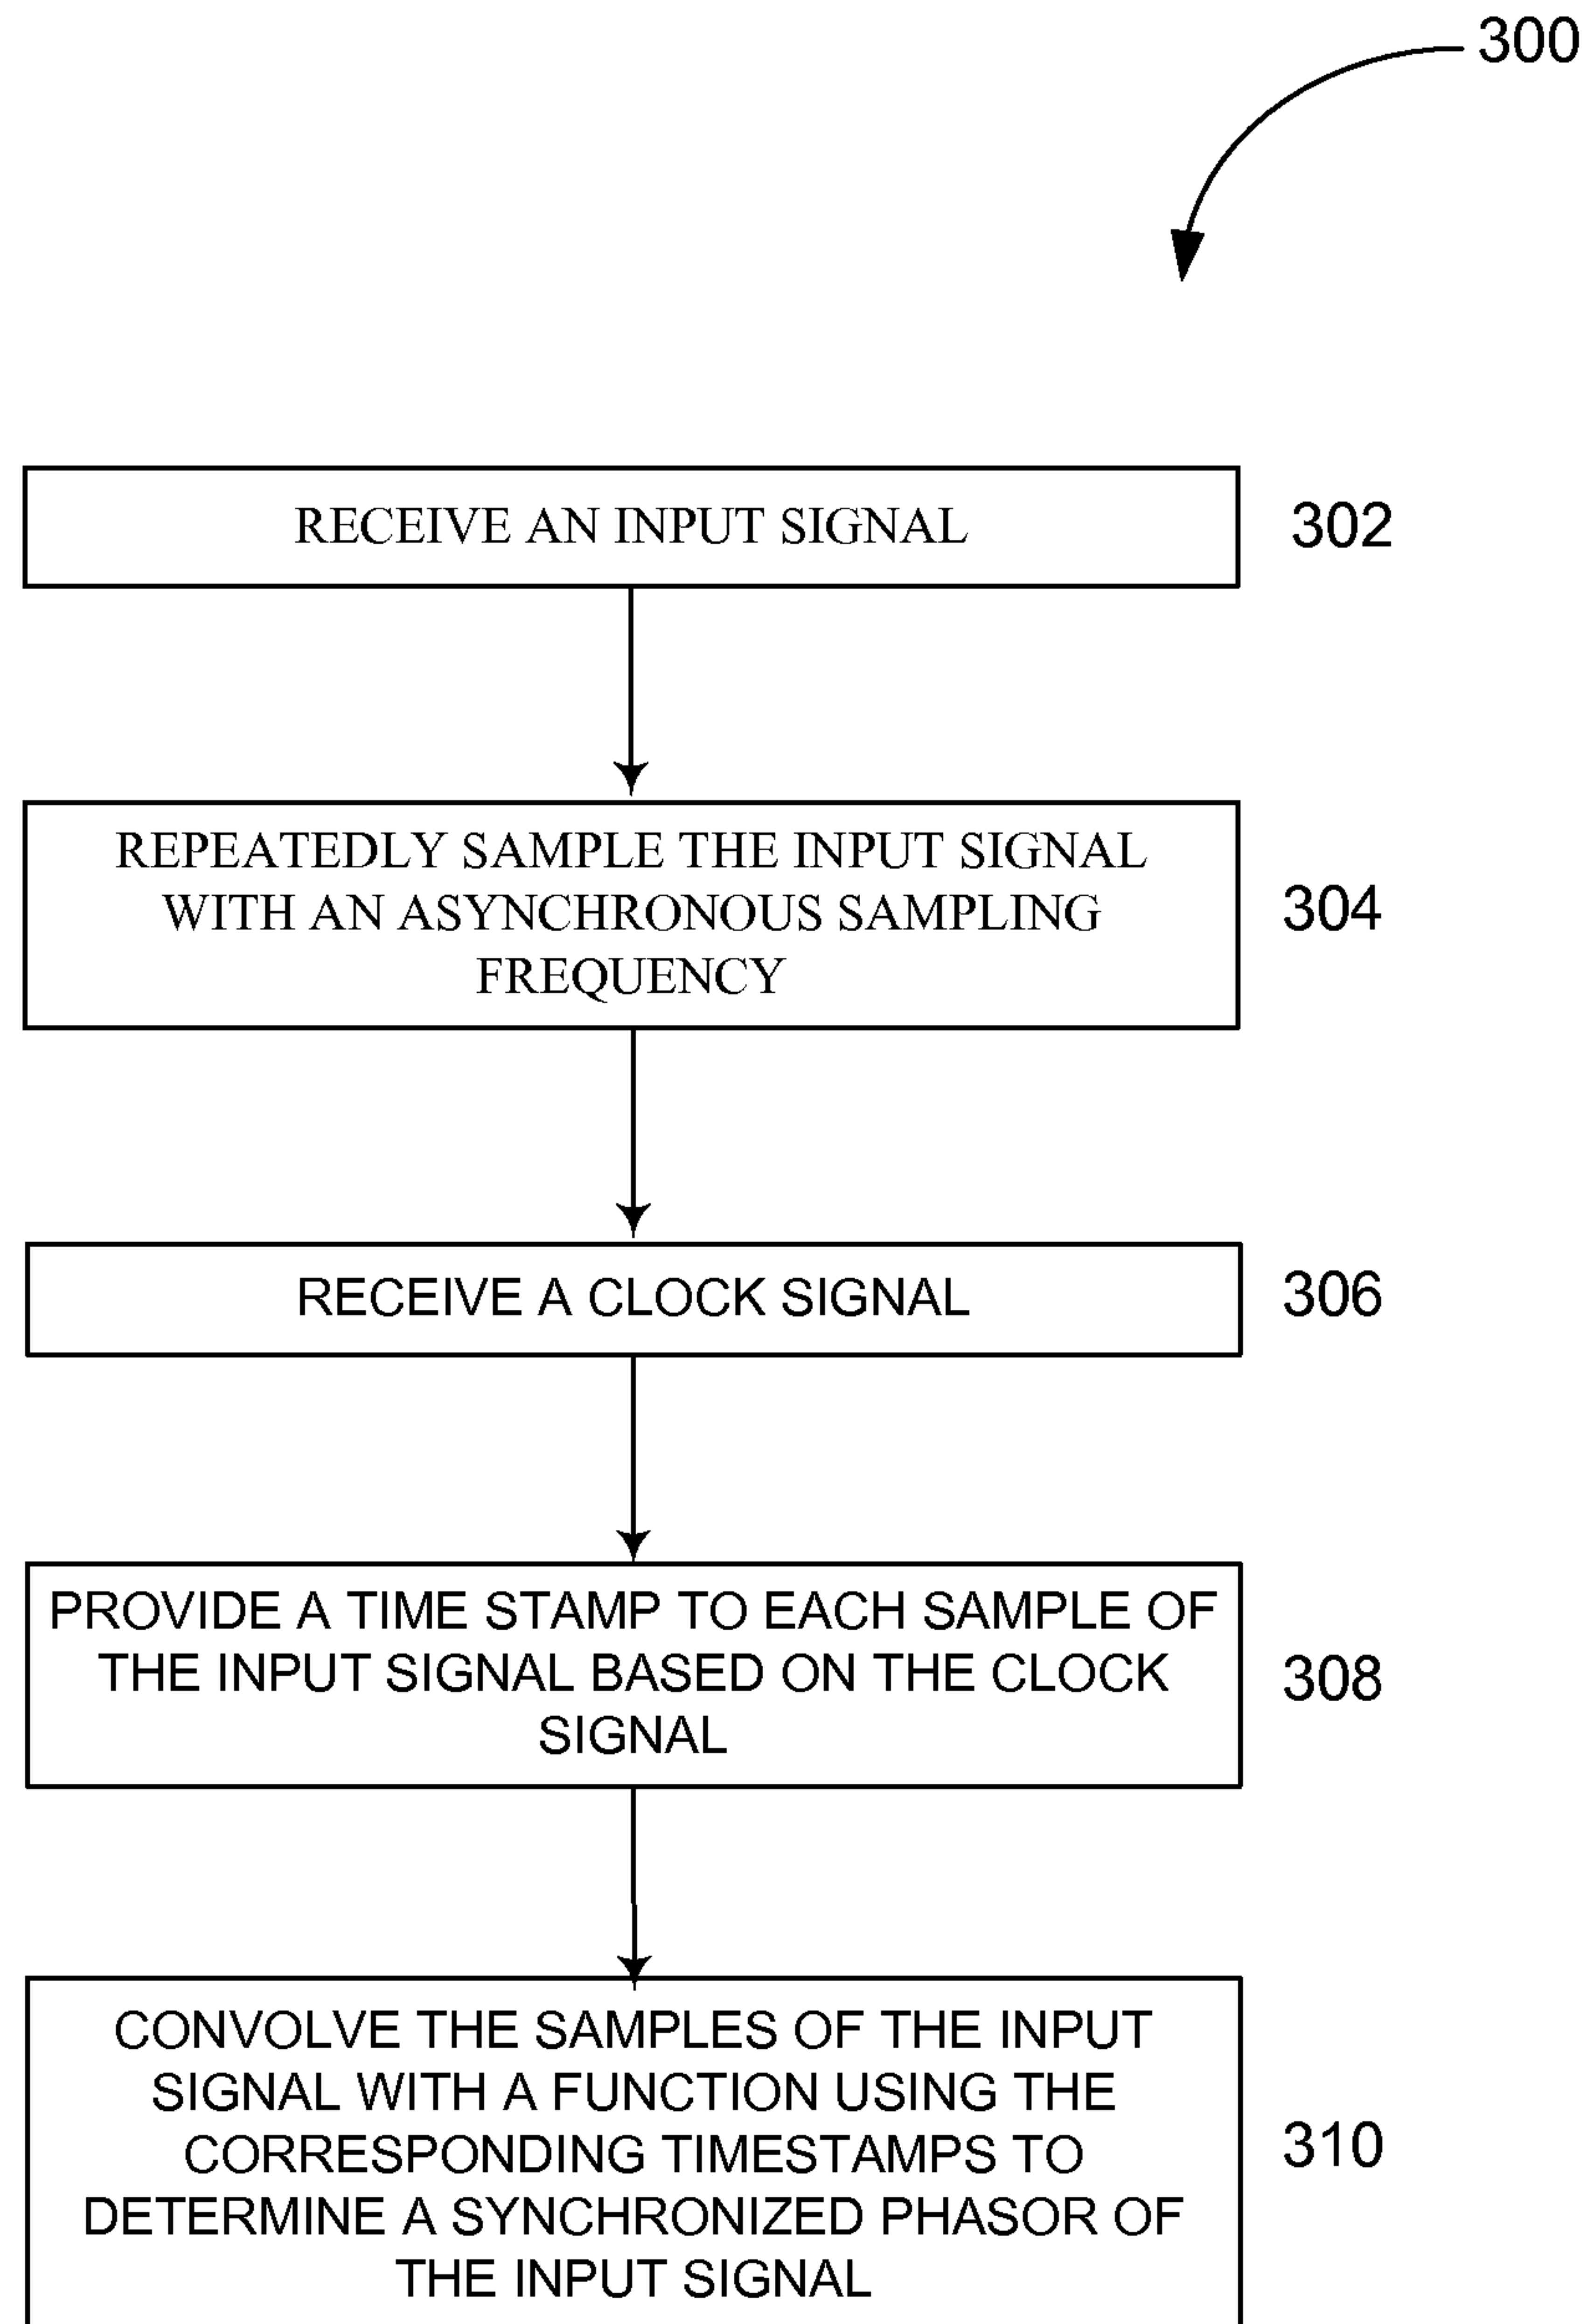 300
RECEIVE AN INPUT SIGNAL
302
REPEATEDLY SAMPLE THE INPUT SIGNAL
WITH AN ASYNCHRONOUS SAMPLING
FREQUENCY
304
RECEIVE A CLOCK SIGNAL
306
PROVIDE A TIME STAMP TO EACH SAMPLE OF
THE INPUT SIGNAL BASED ON THE CLOCK
SIGNAL
308
CONVOLVE THE SAMPLES OF THE INPUT
SIGNAL WITH A FUNCTION USING THE
CORRESPONDING TIMESTAMPS TO
DETERMINE A SYNCHRONIZED PHASOR OF
THE INPUT SIGNAL
310